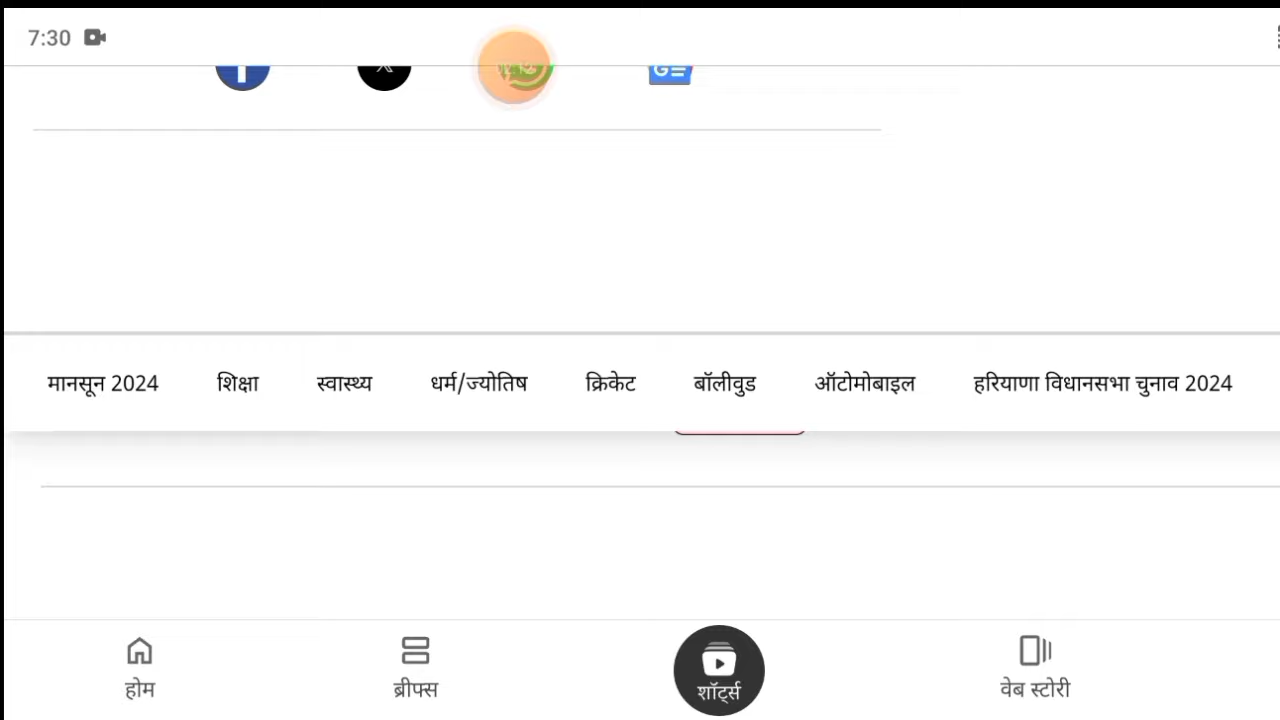 7:30
मानसून 2024 शिक्षा स्वास्थ्य धर्म/ज्योतिष क्रिकेट बॉलीवुड ऑटोमोबाइल हरियाणा विधानसभा चुनाव 2024
होम ब्रीफ्स शॉर्ट्स वेब स्टोरी